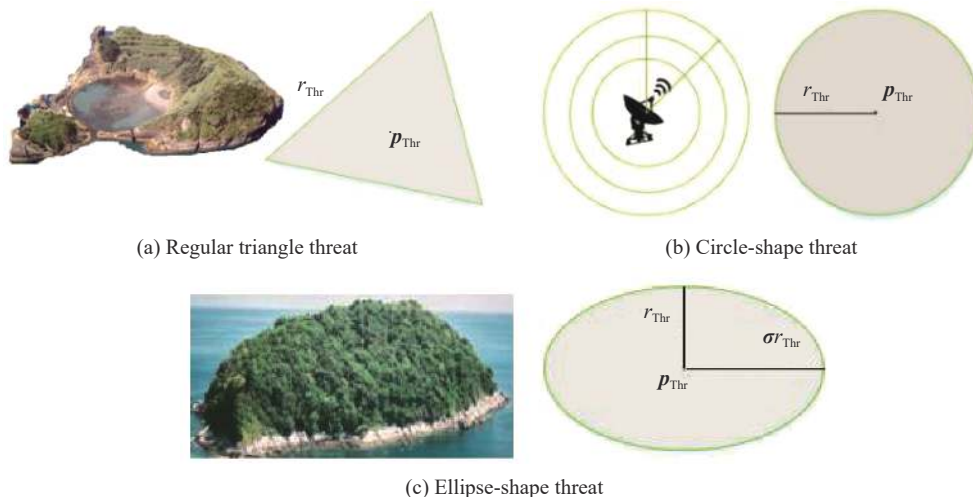 r_Thr
p_Thr
(a) Regular triangle threat
r_Thr
p_Thr
(b) Circle-shape threat
r_Thr
σr_Thr
p_Thr
(c) Ellipse-shape threat